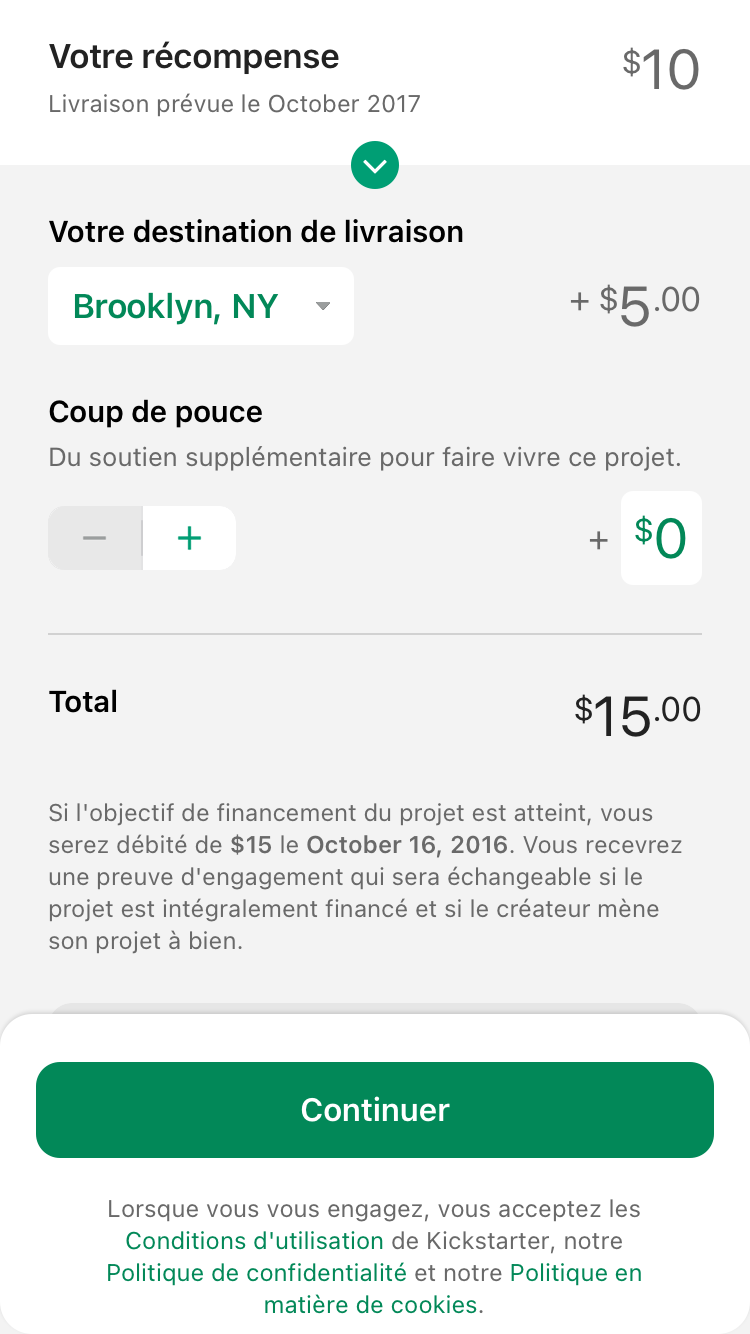 Votre récompense
$10
Livraison prévue le October 2017
Votre destination de livraison
Brooklyn, NY
+ $5.00
Coup de pouce
Du soutien supplémentaire pour faire vivre ce projet.
− +
+ $0
Total
$15.00
Si l'objectif de financement du projet est atteint, vous
serez débité de $15 le October 16, 2016. Vous recevrez
une preuve d'engagement qui sera échangeable si le
projet est intégralement financé et si le créateur mène
son projet à bien.
Continuer
Lorsque vous vous engagez, vous acceptez les
Conditions d'utilisation de Kickstarter, notre
Politique de confidentialité et notre Politique en
matière de cookies.